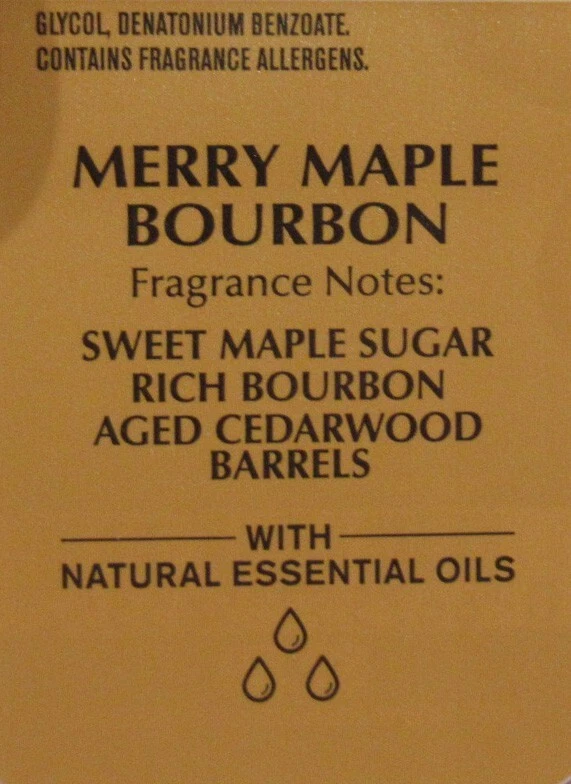 GLYCOL, DENATONIUM BENZOATE.
CONTAINS FRAGRANCE ALLERGENS.
MERRY MAPLE
BOURBON
Fragrance Notes:
SWEET MAPLE SUGAR
RICH BOURBON
AGED CEDARWOOD
BARRELS
WITH
NATURAL ESSENTIAL OILS